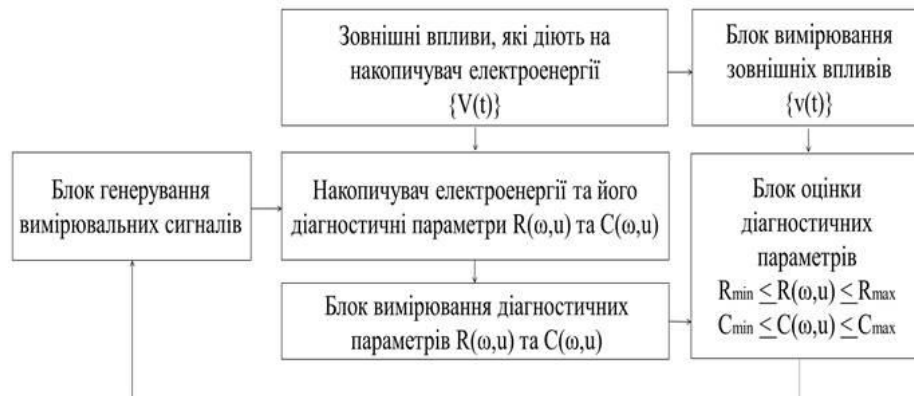 Зовнішні впливи, які діють на
накопичувач електроенергії
{V(t)}
Блок вимірювання
зовнішніх впливів
{v(t)}
Блок генерування
вимірювальних сигналів
Накопичувач електроенергії та його
діагностичні параметри R(ω,u) та C(ω,u)
Блок оцінки
діагностичних
параметрів
Rmin ≤ R(ω,u) ≤ Rmax
Cmin ≤ C(ω,u) ≤ Cmax
Блок вимірювання діагностичних
параметрів R(ω,u) та C(ω,u)